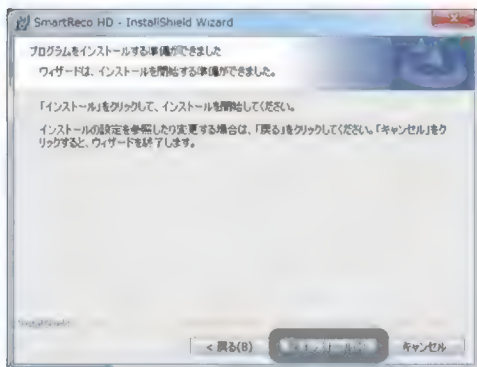 SmartReco HD - InstallShield Wizard
プログラムをインストールする準備ができました
ウィザードは、インストールを開始する準備ができました。
「インストール」をクリックして、インストールを開始してください。
インストールの設定を参照したり変更する場合は、「戻る」をクリックしてください。「キャンセル」をク
リックすると、ウィザードを終了します。
InstallShield
< 戻る(B)
キャンセル